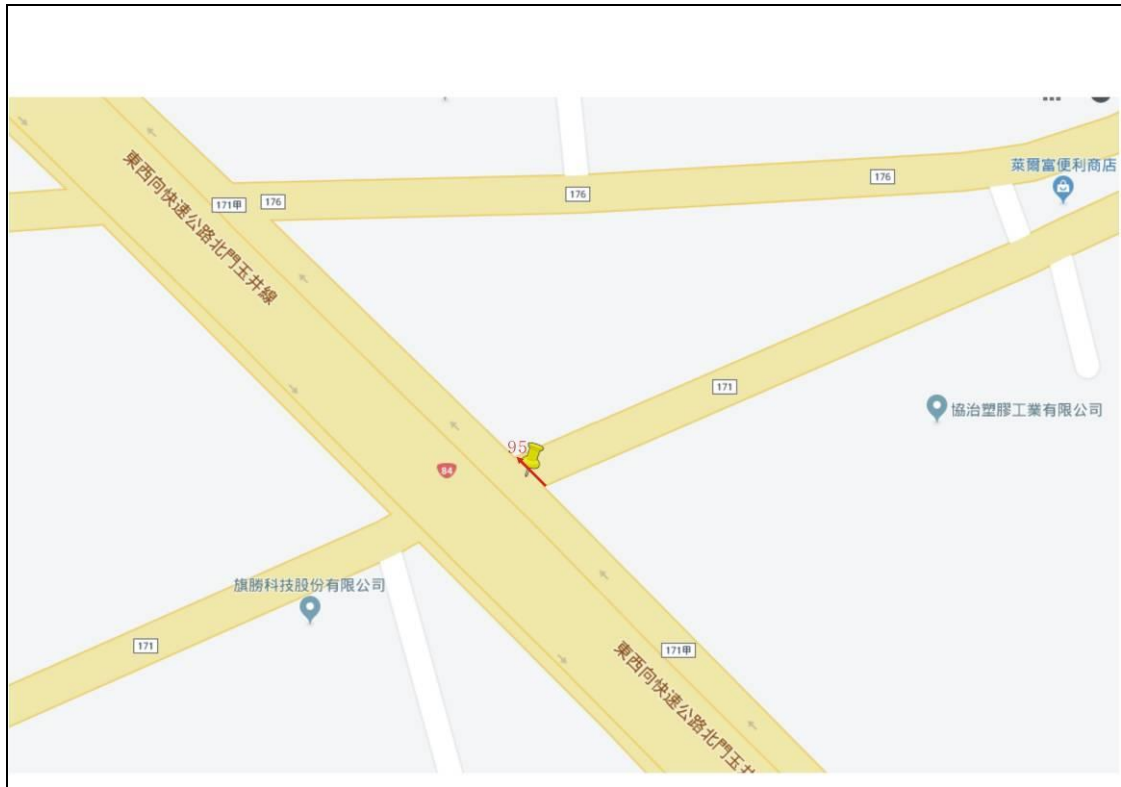 萊爾富便利商店
176
176
171甲
176
東西向快速公路北門玉井線
171
協治塑膠工業有限公司
95
84
旗勝科技股份有限公司
171
171甲
東西向快速公路北門玉井